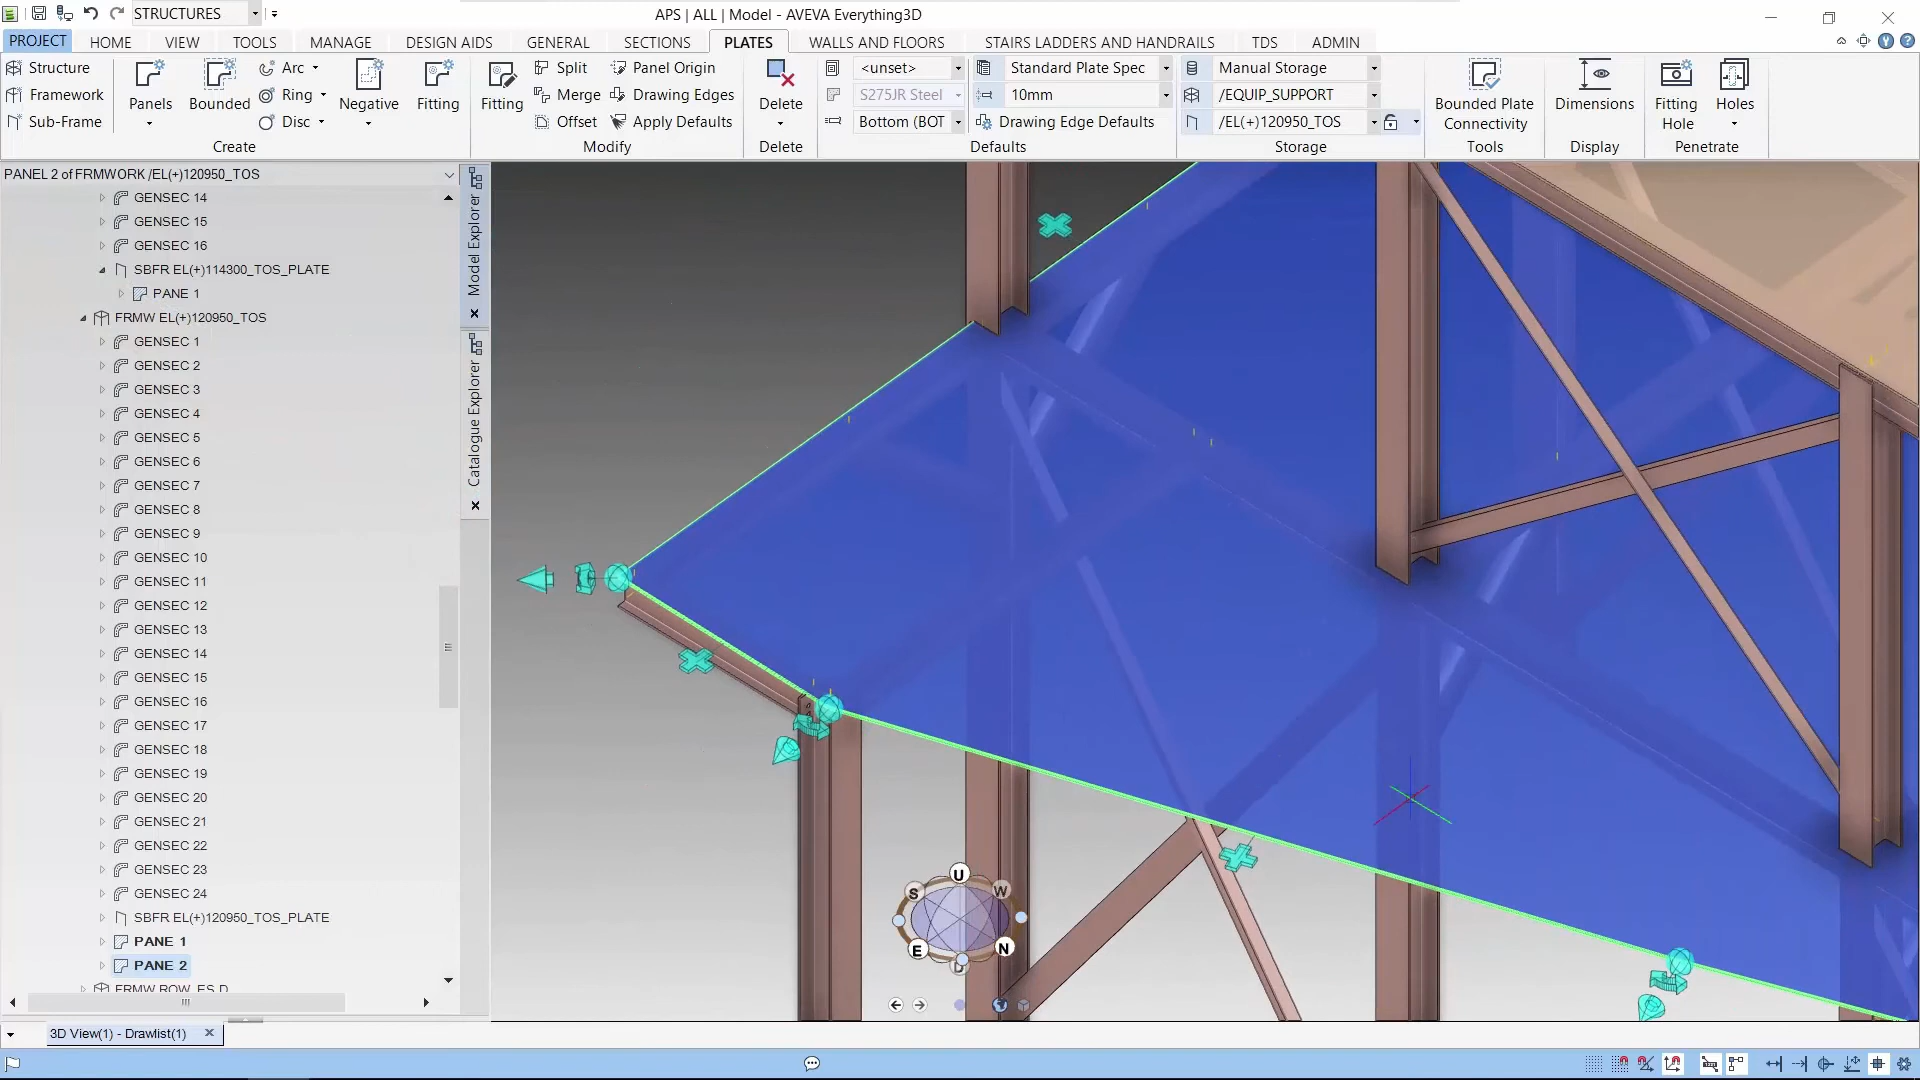 STRUCTURES
APS | ALL | Model - AVEVA Everything3D
PROJECT HOME VIEW TOOLS MANAGE DESIGN AIDS GENERAL SECTIONS PLATES WALLS AND FLOORS STAIRS LADDERS AND HANDRAILS TDS ADMIN
Structure
Framework
Sub-Frame
Panels
Bounded
Arc
Ring
Disc
Negative
Fitting
Create
Fitting
Split
Merge
Offset
Panel Origin
Drawing Edges
Apply Defaults
Modify
Delete
Delete
<unset>
S275JR Steel
Bottom (BOT
Standard Plate Spec
10mm
Drawing Edge Defaults
Defaults
Manual Storage
/EQUIP_SUPPORT
/EL(+)120950_TOS
Storage
Bounded Plate
Connectivity
Tools
Dimensions
Display
Fitting
Hole
Holes
Penetrate
PANEL 2 of FRMWORK /EL(+)120950_TOS
GENSEC 14
GENSEC 15
GENSEC 16
SBFR EL(+)114300_TOS_PLATE
PANE 1
FRMW EL(+)120950_TOS
GENSEC 1
GENSEC 2
GENSEC 3
GENSEC 4
GENSEC 5
GENSEC 6
GENSEC 7
GENSEC 8
GENSEC 9
GENSEC 10
GENSEC 11
GENSEC 12
GENSEC 13
GENSEC 14
GENSEC 15
GENSEC 16
GENSEC 17
GENSEC 18
GENSEC 19
GENSEC 20
GENSEC 21
GENSEC 22
GENSEC 23
GENSEC 24
SBFR EL(+)120950_TOS_PLATE
PANE 1
PANE 2
FRMW ROW_ES_D
Model Explorer
Catalogue Explorer
U
S
W
E
N
D
3D View(1) - Drawlist(1)